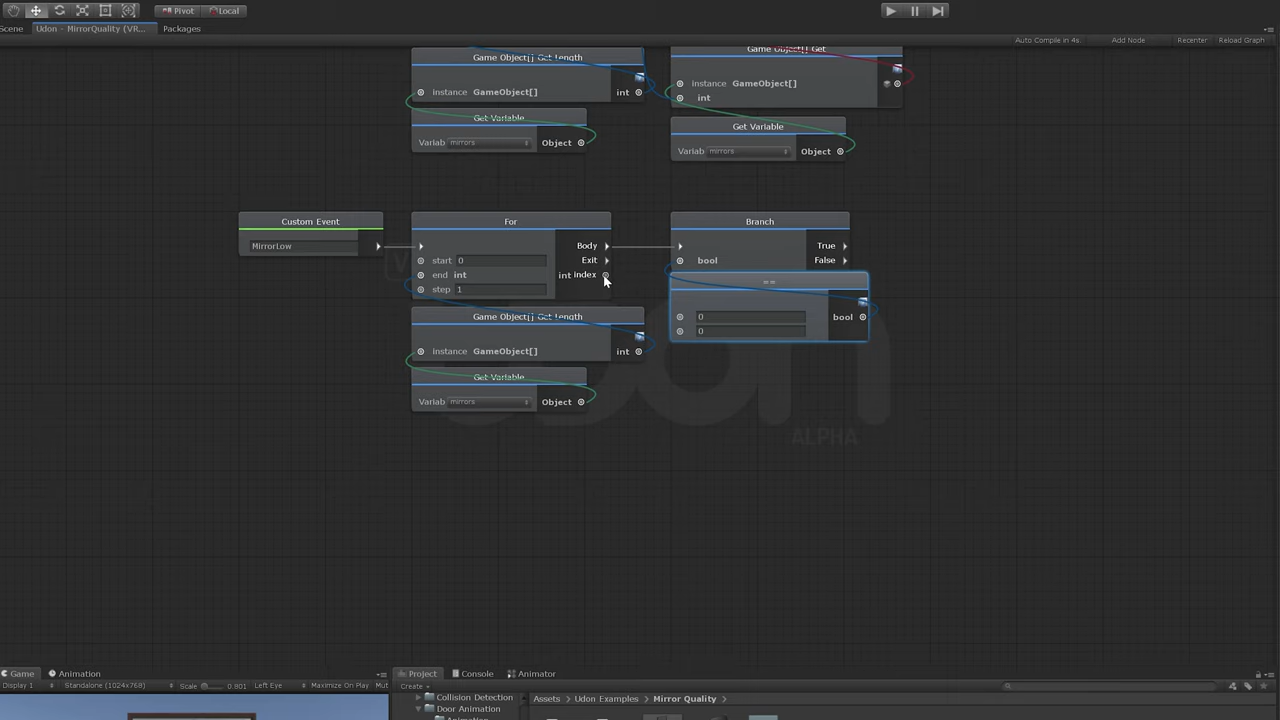 Pivot Local
Scene Udon - MirrorQuality (VR... Packages
Auto Compile in 4s. Add Node Recenter Reload Graph
Game Object[] Get Length
instance GameObject[] int
Get Variable
Variab mirrors Object
Game Object[] Get
instance GameObject[]
int
Get Variable
Variab mirrors Object
Custom Event
MirrorLow
For
Body
start 0 Exit
end int int index
step 1
Branch
True
bool False
==
0 bool
0
Game Object[] Get Length
instance GameObject[] int
Get Variable
Variab mirrors Object
ALPHA
Game Animation
Display 1 Standalone (1024x768) Scale 0.801 Left Eye Maximize On Play Mut
Project Console Animator
Create
Collision Detection
Door Animation
Assets Udon Examples Mirror Quality